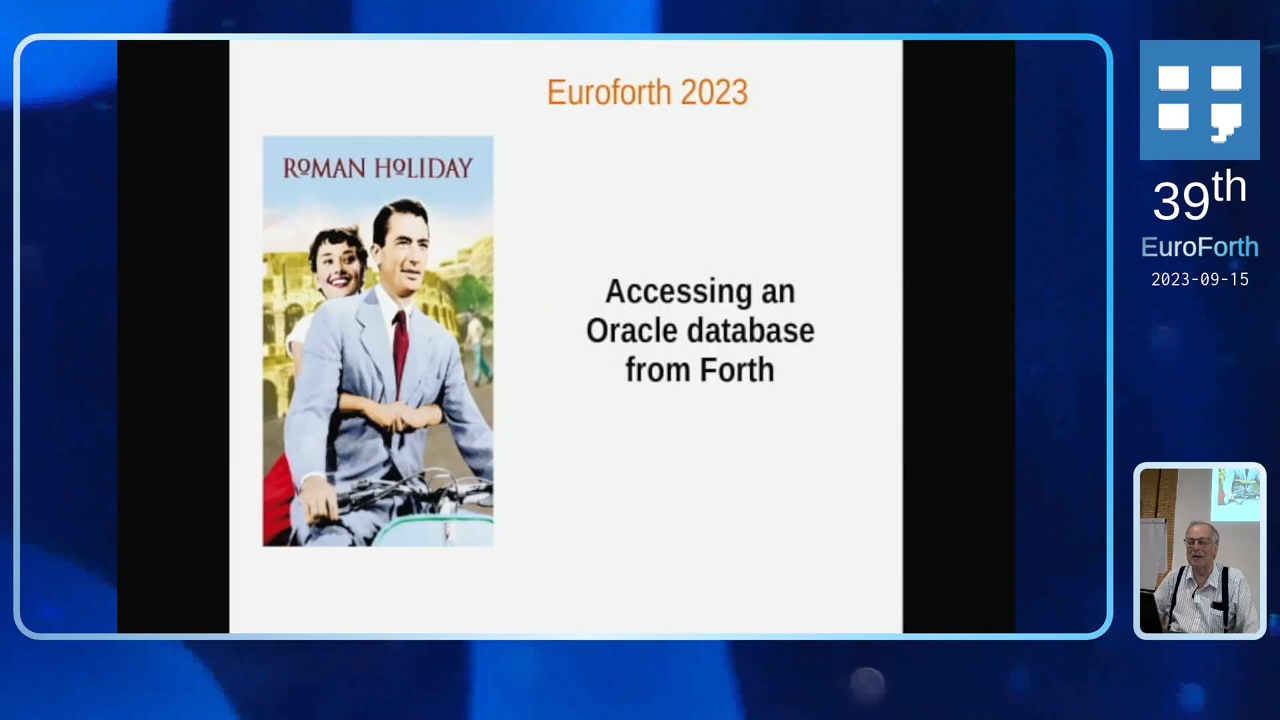 Euroforth 2023
ROMAN HOLIDAY
Accessing an
Oracle database
from Forth
39th
EuroForth
2023-09-15